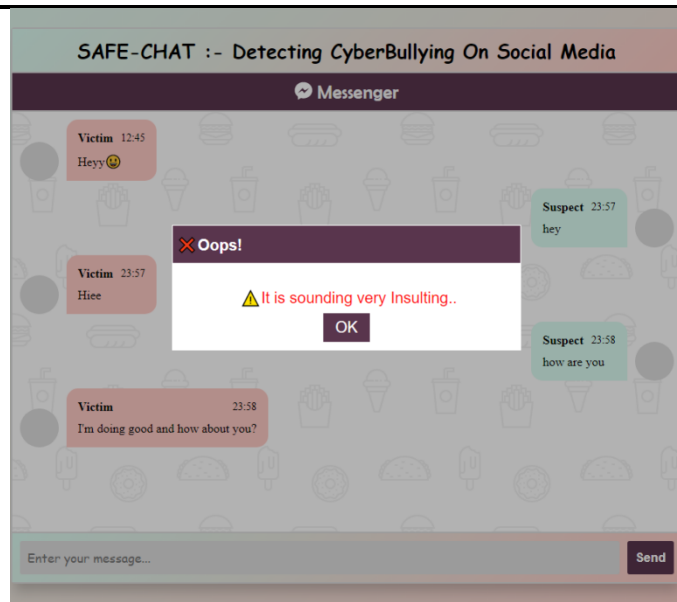 SAFE-CHAT :- Detecting CyberBullying On Social Media
Messenger
Victim 12:45
Heyy😃
Suspect 23:57
hey
❌Oops!
⚠It is sounding very Insulting..
OK
Victim 23:57
Hiee
Suspect 23:58
how are you
Victim 23:58
I'm doing good and how about you?
Enter your message...
Send